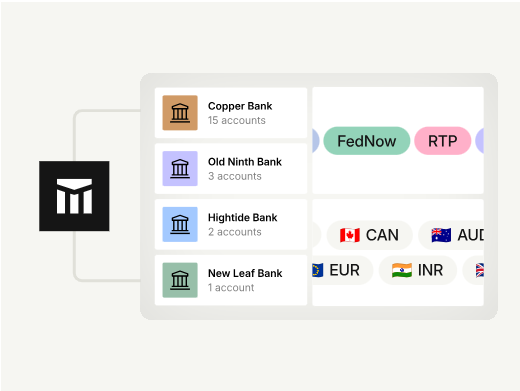 Copper Bank
15 accounts
Old Ninth Bank
3 accounts
Hightide Bank
2 accounts
New Leaf Bank
1 account
FedNow
RTP
CAN
AUD
EUR
INR